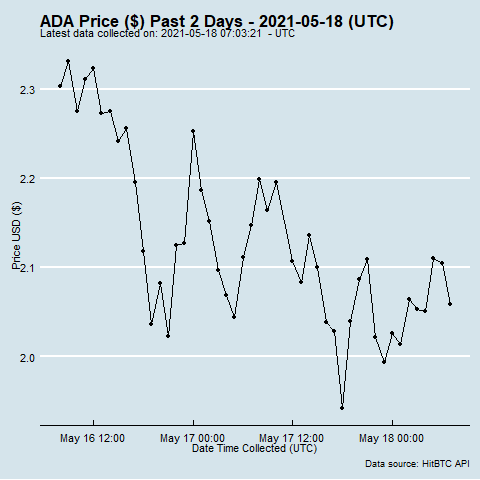 ADA Price ($) Past 2 Days - 2021-05-18 (UTC)
Latest data collected on: 2021-05-18 07:03:21 - UTC
2.3
2.2
2.1
2.0
Price USD ($)
May 16 12:00 May 17 00:00 May 17 12:00 May 18 00:00
Date Time Collected (UTC)
Data source: HitBTC API